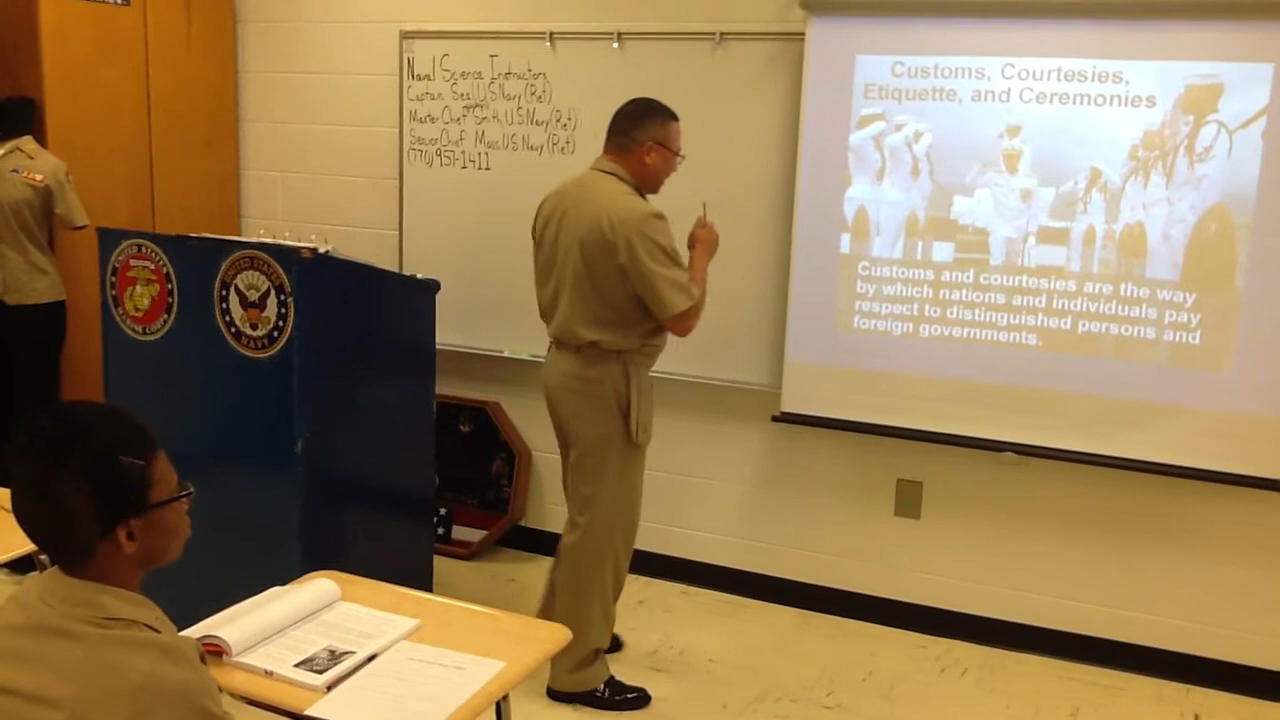 Naval Science Instructors
Captain Seal U.S Navy (Ret)
Master Chief Smith, U.S Navy (Ret)
Senior Chief Moss U.S Navy (Ret)
(770) 957-1411
UNITED STATES
MARINE CORPS
UNITED STATES
NAVY
Customs, Courtesies,
Etiquette, and Ceremonies
Customs and courtesies are the way
by which nations and individuals pay
respect to distinguished persons and
foreign governments.